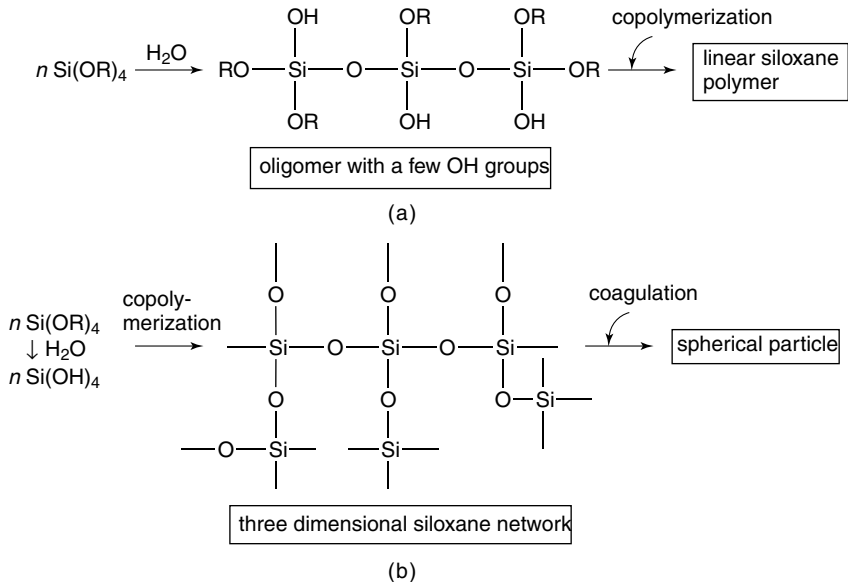 OH OR OR copolymerization
n Si(OR)₄ H₂O RO Si O Si O Si OR linear siloxane
polymer
OR OH OH
oligomer with a few OH groups
(a)
O O O
n Si(OR)₄ copoly-
↓ H₂O merization
n Si(OH)₄
coagulation
Si O Si O Si spherical particle
O O O Si
O Si Si
three dimensional siloxane network
(b)